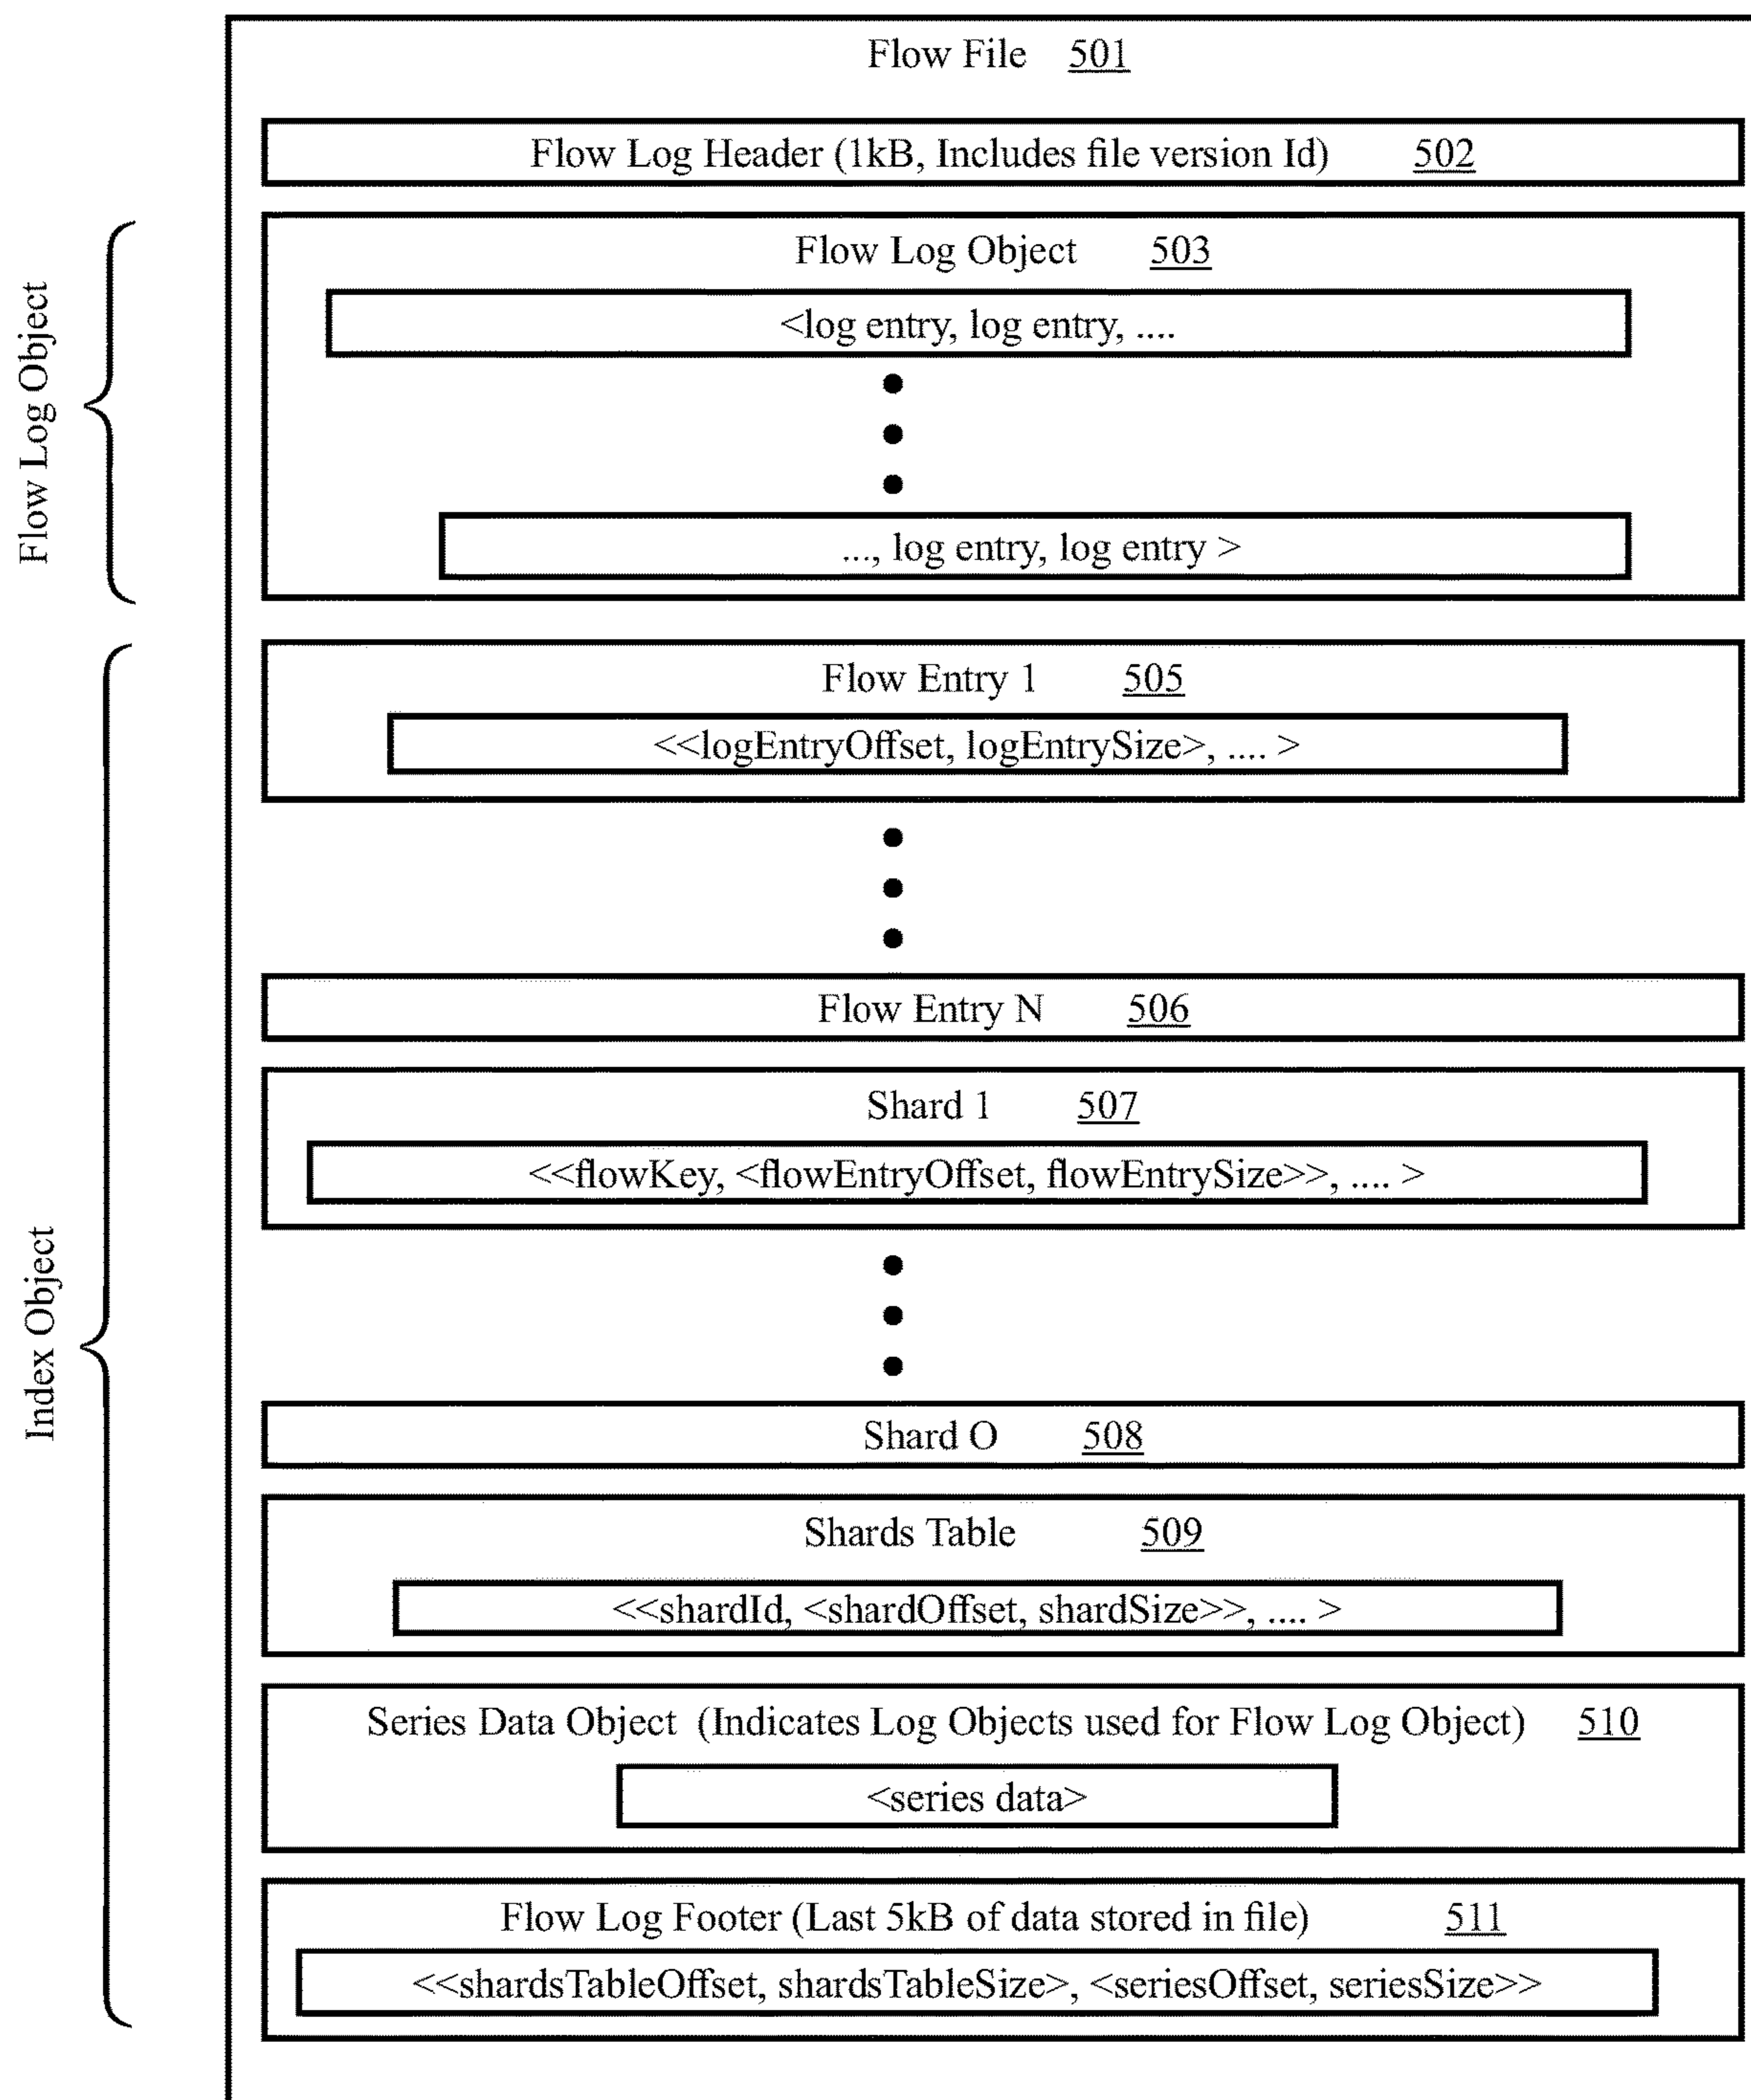 Flow File 501
Flow Log Header (1kB, Includes file version Id) 502
Flow Log Object
Flow Log Object 503
<log entry, log entry, ....
..., log entry, log entry >
Index Object
Flow Entry 1 505
<<logEntryOffset, logEntrySize>, .... >
Flow Entry N 506
Shard 1 507
<<flowKey, <flowEntryOffset, flowEntrySize>>, .... >
Shard O 508
Shards Table 509
<<shardId, <shardOffset, shardSize>>, .... >
Series Data Object (Indicates Log Objects used for Flow Log Object) 510
<series data>
Flow Log Footer (Last 5kB of data stored in file) 511
<<shardsTableOffset, shardsTableSize>, <seriesOffset, seriesSize>>